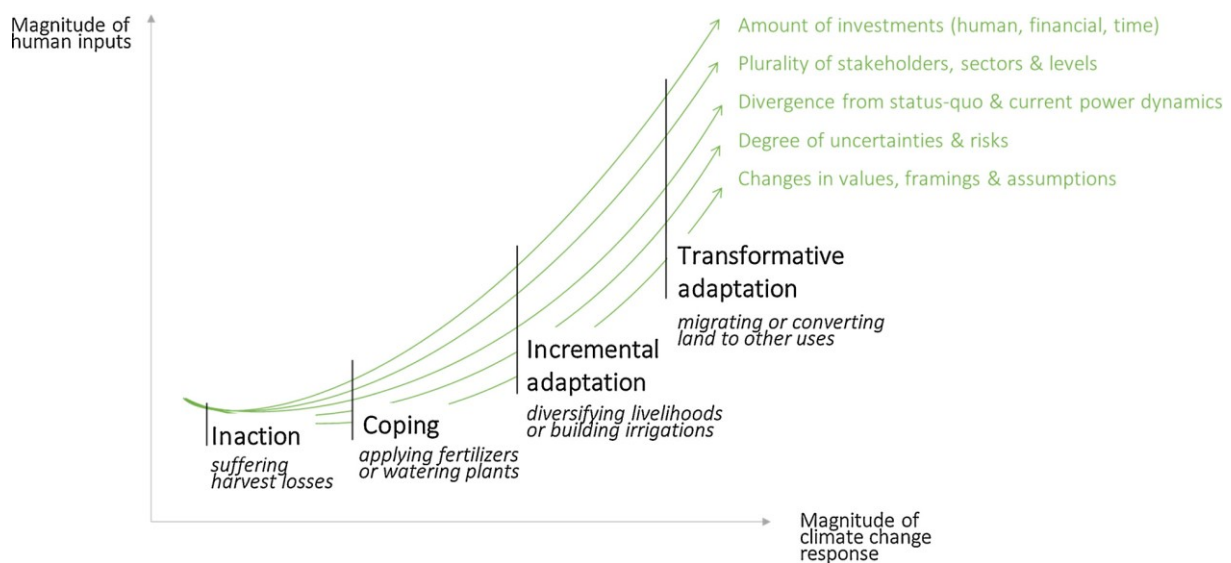 Magnitude of
human inputs
Amount of investments (human, financial, time)
Plurality of stakeholders, sectors & levels
Divergence from status-quo & current power dynamics
Degree of uncertainties & risks
Changes in values, framings & assumptions
Transformative
adaptation
migrating or converting
land to other uses
Incremental
adaptation
diversifying livelihoods
or building irrigations
Coping
applying fertilizers
or watering plants
Inaction
suffering
harvest losses
Magnitude of
climate change
response